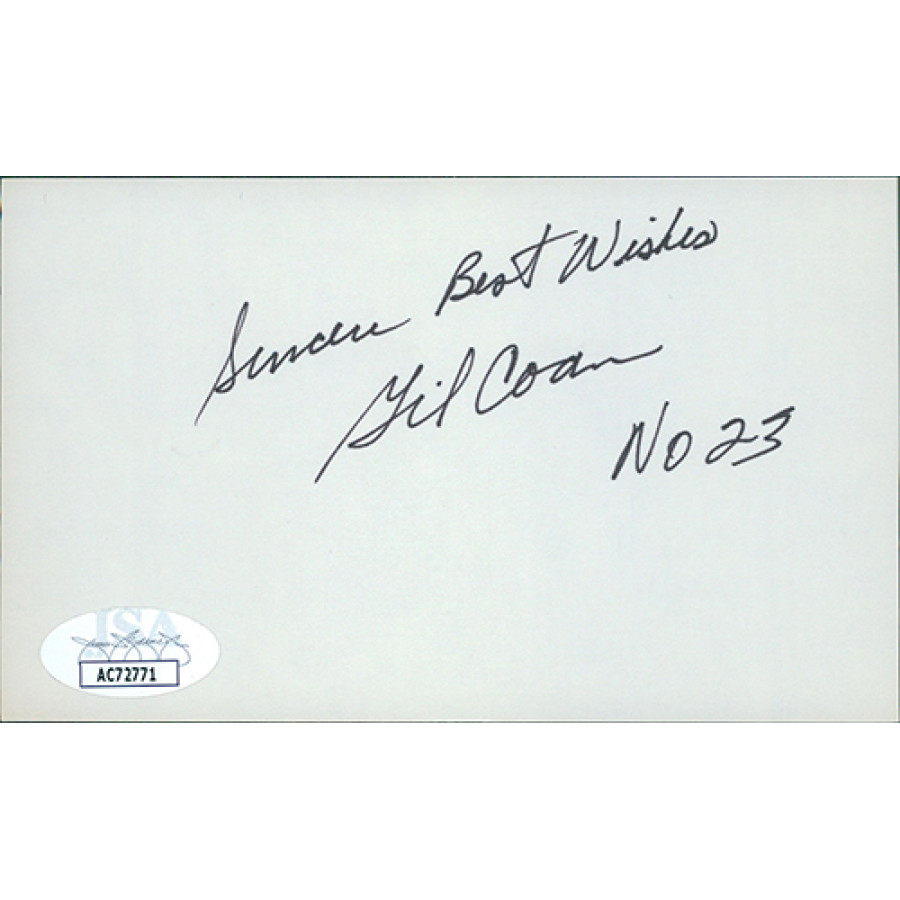 Sincere Best Wishes
Gil Coan
No 23
JSA
AC72771